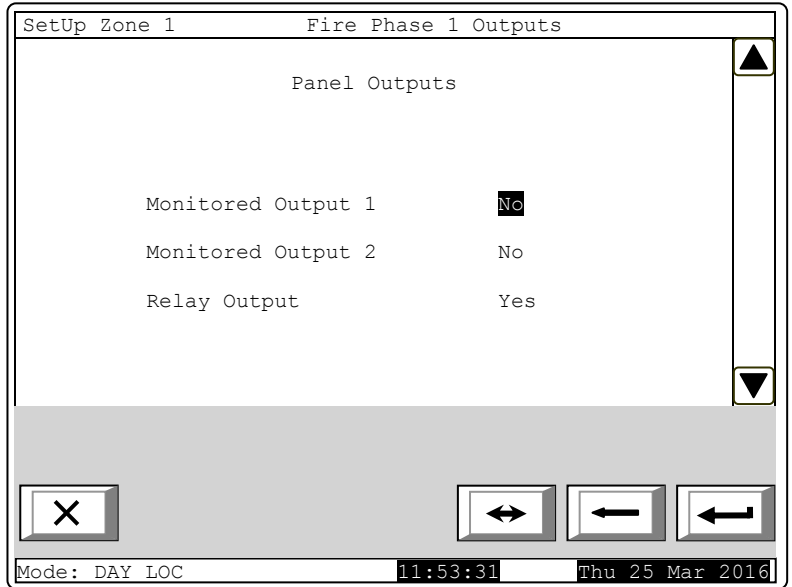 SetUp Zone 1 Fire Phase 1 Outputs
Panel Outputs
Monitored Output 1 No
Monitored Output 2 No
Relay Output Yes
Mode: DAY LOC 11:53:31 Thu 25 Mar 2016